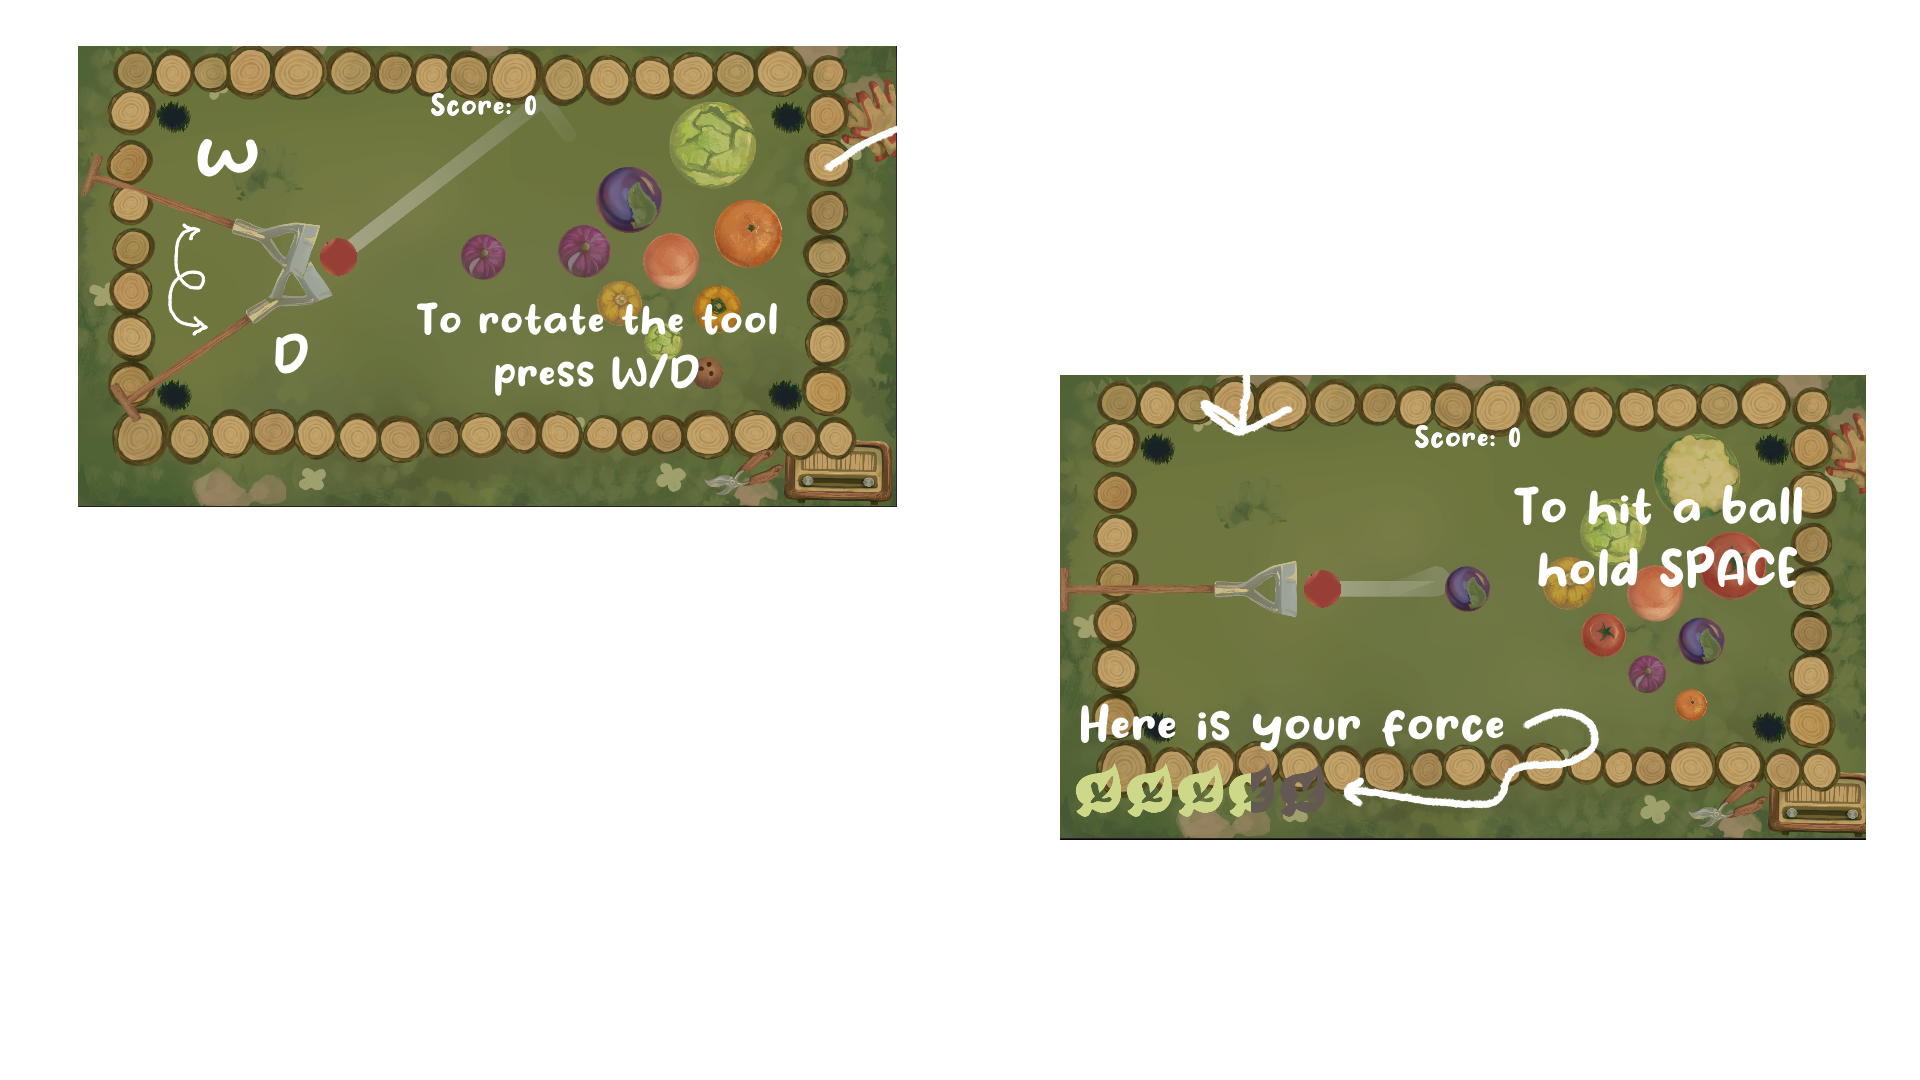 Score: 0
W
To rotate the tool
D
press W/D
Score: 0
To hit a ball
hold SPACE
Here is your force